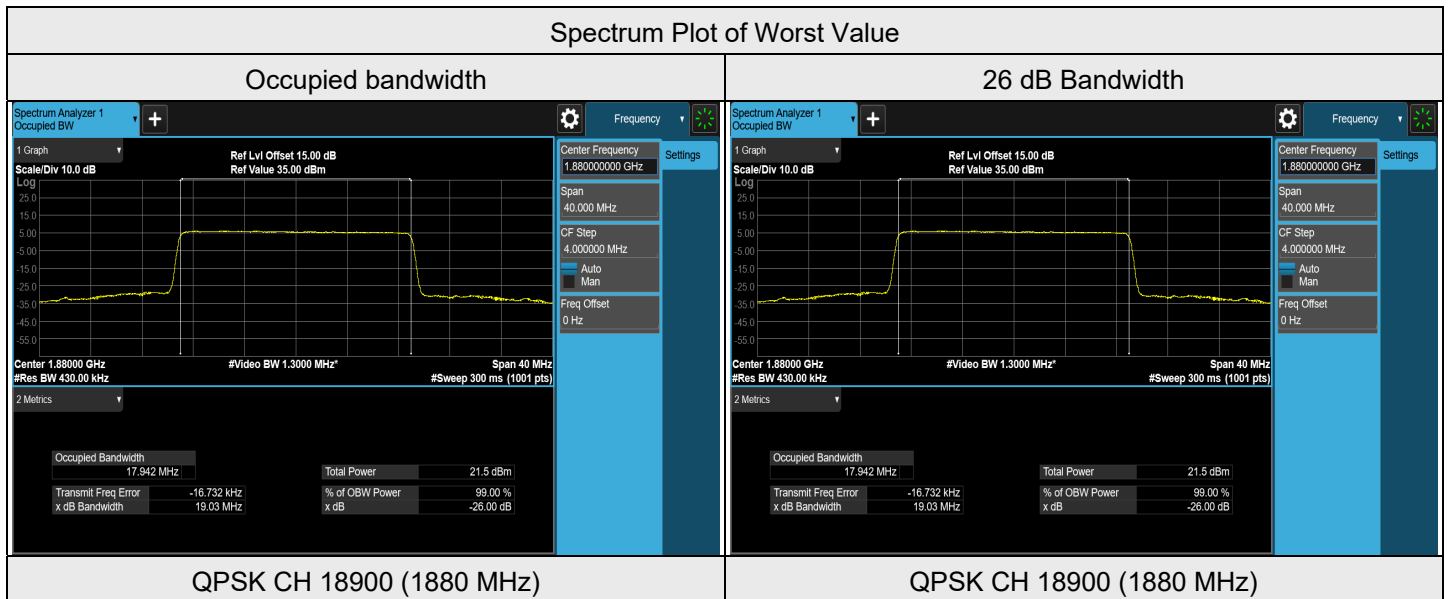 Spectrum Plot of Worst Value
Occupied bandwidth
26 dB Bandwidth
Spectrum Analyzer 1
Occupied BW
+
Frequency
1 Graph
Scale/Div 10.0 dB
Ref Lvl Offset 15.00 dB
Ref Value 35.00 dBm
Log
25.0
15.0
5.00
-5.00
-15.0
-25.0
-35.0
-45.0
-55.0
Center 1.88000 GHz
#Res BW 430.00 kHz
#Video BW 1.3000 MHz*
Span 40 MHz
#Sweep 300 ms (1001 pts)
Center Frequency
1.880000000 GHz
Settings
Span
40.000 MHz
CF Step
4.000000 MHz
Auto
Man
Freq Offset
0 Hz
2 Metrics
Occupied Bandwidth
17.942 MHz
Total Power 21.5 dBm
Transmit Freq Error -16.732 kHz
% of OBW Power 99.00 %
x dB Bandwidth 19.03 MHz
x dB -26.00 dB
Spectrum Analyzer 1
Occupied BW
+
Frequency
1 Graph
Scale/Div 10.0 dB
Ref Lvl Offset 15.00 dB
Ref Value 35.00 dBm
Log
25.0
15.0
5.00
-5.00
-15.0
-25.0
-35.0
-45.0
-55.0
Center 1.88000 GHz
#Res BW 430.00 kHz
#Video BW 1.3000 MHz*
Span 40 MHz
#Sweep 300 ms (1001 pts)
Center Frequency
1.880000000 GHz
Settings
Span
40.000 MHz
CF Step
4.000000 MHz
Auto
Man
Freq Offset
0 Hz
2 Metrics
Occupied Bandwidth
17.942 MHz
Total Power 21.5 dBm
Transmit Freq Error -16.732 kHz
% of OBW Power 99.00 %
x dB Bandwidth 19.03 MHz
x dB -26.00 dB
QPSK CH 18900 (1880 MHz)
QPSK CH 18900 (1880 MHz)